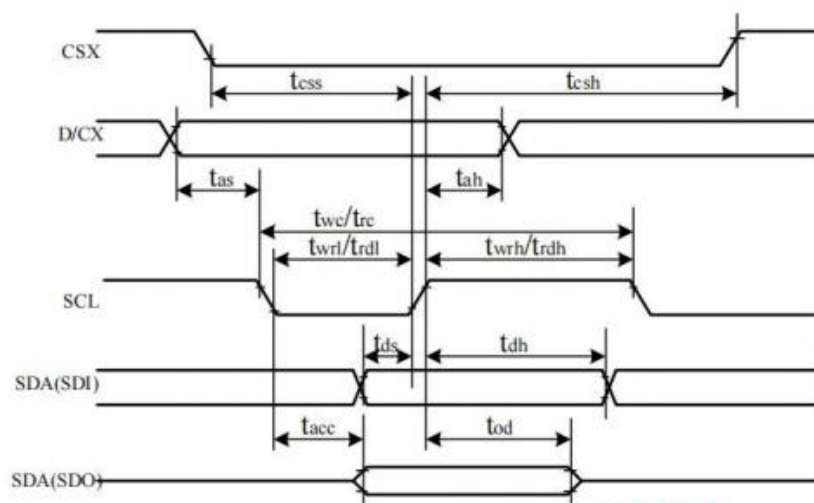 CSX
tcss
tcsh
D/CX
tas
tah
twc/trc
twrl/trdl
twrh/trdh
SCL
tds
tdh
SDA(SDI)
tacc
tod
SDA(SDO)